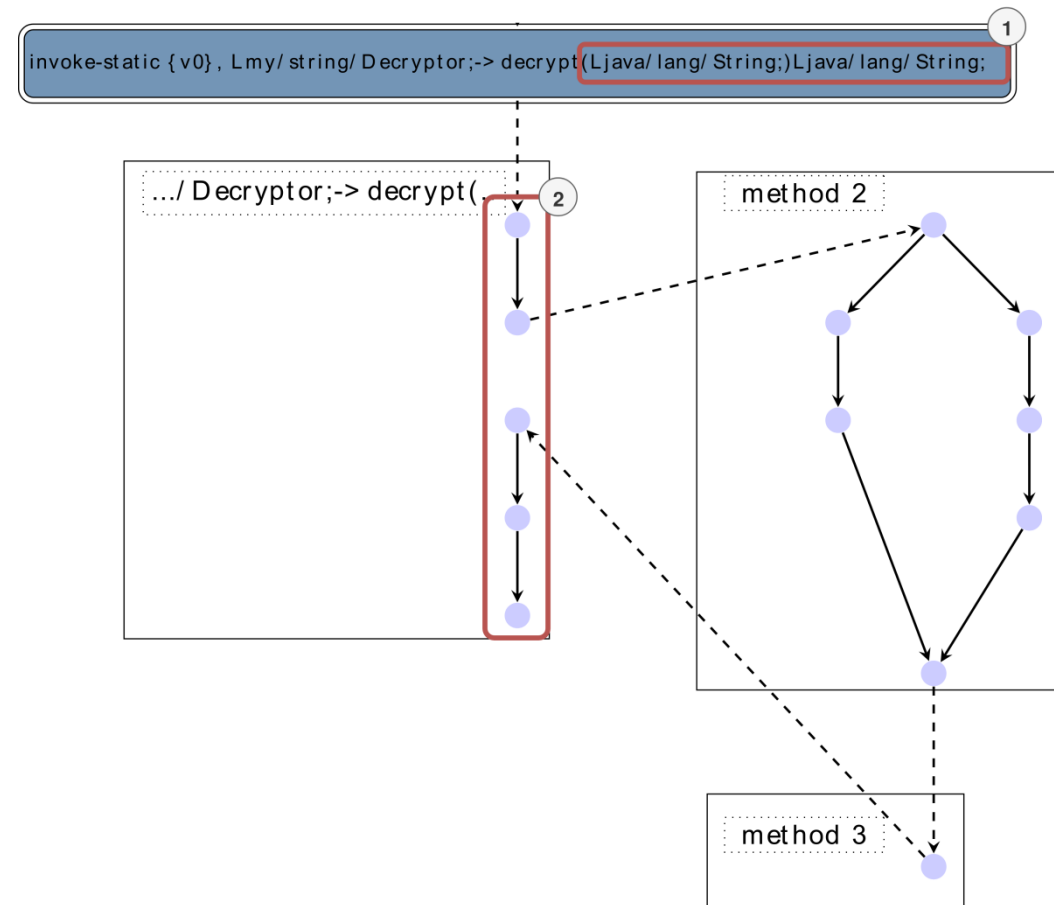 1
invoke-static {v0}, Lmy/string/Decryptor;->decrypt(Ljava/lang/String;)Ljava/lang/String;
.../Decryptor;->decrypt(.
2
method 2
method 3